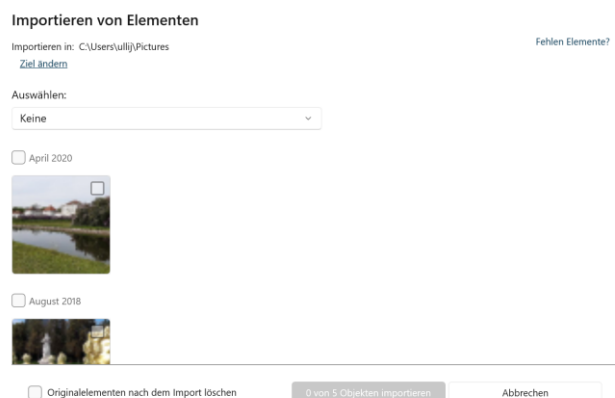 Importieren von Elementen
Importieren in: C:\Users\ullij\Pictures
Fehlen Elemente?
Ziel ändern
Auswählen:
Keine
April 2020
August 2018
Originalelementen nach dem Import löschen
0 von 5 Objekten importieren
Abbrechen